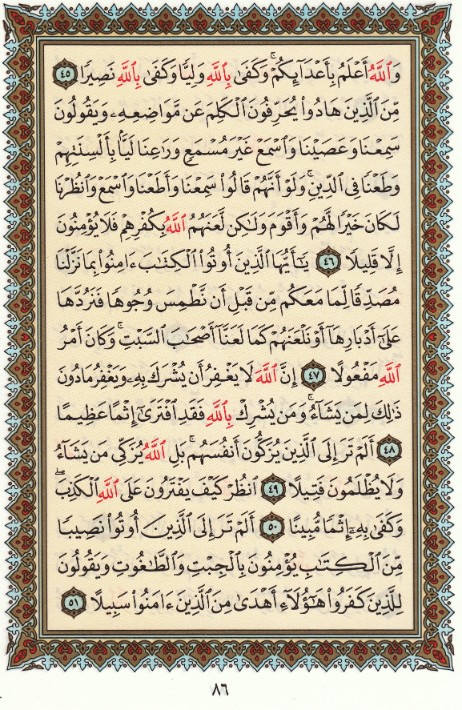 وَٱللَّهُ أَعْلَمُ بِأَعْدَآئِكُمْ ۚ وَكَفَىٰ بِٱللَّهِ وَلِيًّا وَكَفَىٰ بِٱللَّهِ نَصِيرًا ٤٥
مِّنَ ٱلَّذِينَ هَادُوا۟ يُحَرِّفُونَ ٱلْكَلِمَ عَن مَّوَاضِعِهِۦ وَيَقُولُونَ
سَمِعْنَا وَعَصَيْنَا وَٱسْمَعْ غَيْرَ مُسْمَعٍ وَرَٰعِنَا لَيًّۢا بِأَلْسِنَتِهِمْ
وَطَعْنًا فِى ٱلدِّينِ ۚ وَلَوْ أَنَّهُمْ قَالُوا۟ سَمِعْنَا وَأَطَعْنَا وَٱسْمَعْ وَٱنظُرْنَا
لَكَانَ خَيْرًا لَّهُمْ وَأَقْوَمَ وَلَٰكِن لَّعَنَهُمُ ٱللَّهُ بِكُفْرِهِمْ فَلَا يُؤْمِنُونَ
إِلَّا قَلِيلًا ٤٦ يَٰٓأَيُّهَا ٱلَّذِينَ أُوتُوا۟ ٱلْكِتَٰبَ ءَامِنُوا۟ بِمَا نَزَّلْنَا
مُصَدِّقًا لِّمَا مَعَكُم مِّن قَبْلِ أَن نَّطْمِسَ وُجُوهًا فَنَرُدَّهَا
عَلَىٰٓ أَدْبَارِهَآ أَوْ نَلْعَنَهُمْ كَمَا لَعَنَّآ أَصْحَٰبَ ٱلسَّبْتِ ۚ وَكَانَ أَمْرُ
ٱللَّهِ مَفْعُولًا ٤٧ إِنَّ ٱللَّهَ لَا يَغْفِرُ أَن يُشْرَكَ بِهِۦ وَيَغْفِرُ مَا دُونَ
ذَٰلِكَ لِمَن يَشَآءُ ۚ وَمَن يُشْرِكْ بِٱللَّهِ فَقَدِ ٱفْتَرَىٰٓ إِثْمًا عَظِيمًا
٤٨ أَلَمْ تَرَ إِلَى ٱلَّذِينَ يُزَكُّونَ أَنفُسَهُم ۚ بَلِ ٱللَّهُ يُزَكِّى مَن يَشَآءُ
وَلَا يُظْلَمُونَ فَتِيلًا ٤٩ ٱنظُرْ كَيْفَ يَفْتَرُونَ عَلَى ٱللَّهِ ٱلْكَذِبَ ۖ
وَكَفَىٰ بِهِۦٓ إِثْمًا مُّبِينًا ٥٠ أَلَمْ تَرَ إِلَى ٱلَّذِينَ أُوتُوا۟ نَصِيبًا
مِّنَ ٱلْكِتَٰبِ يُؤْمِنُونَ بِٱلْجِبْتِ وَٱلطَّٰغُوتِ وَيَقُولُونَ
لِلَّذِينَ كَفَرُوا۟ هَٰٓؤُلَآءِ أَهْدَىٰ مِنَ ٱلَّذِينَ ءَامَنُوا۟ سَبِيلًا ٥١
٨٦